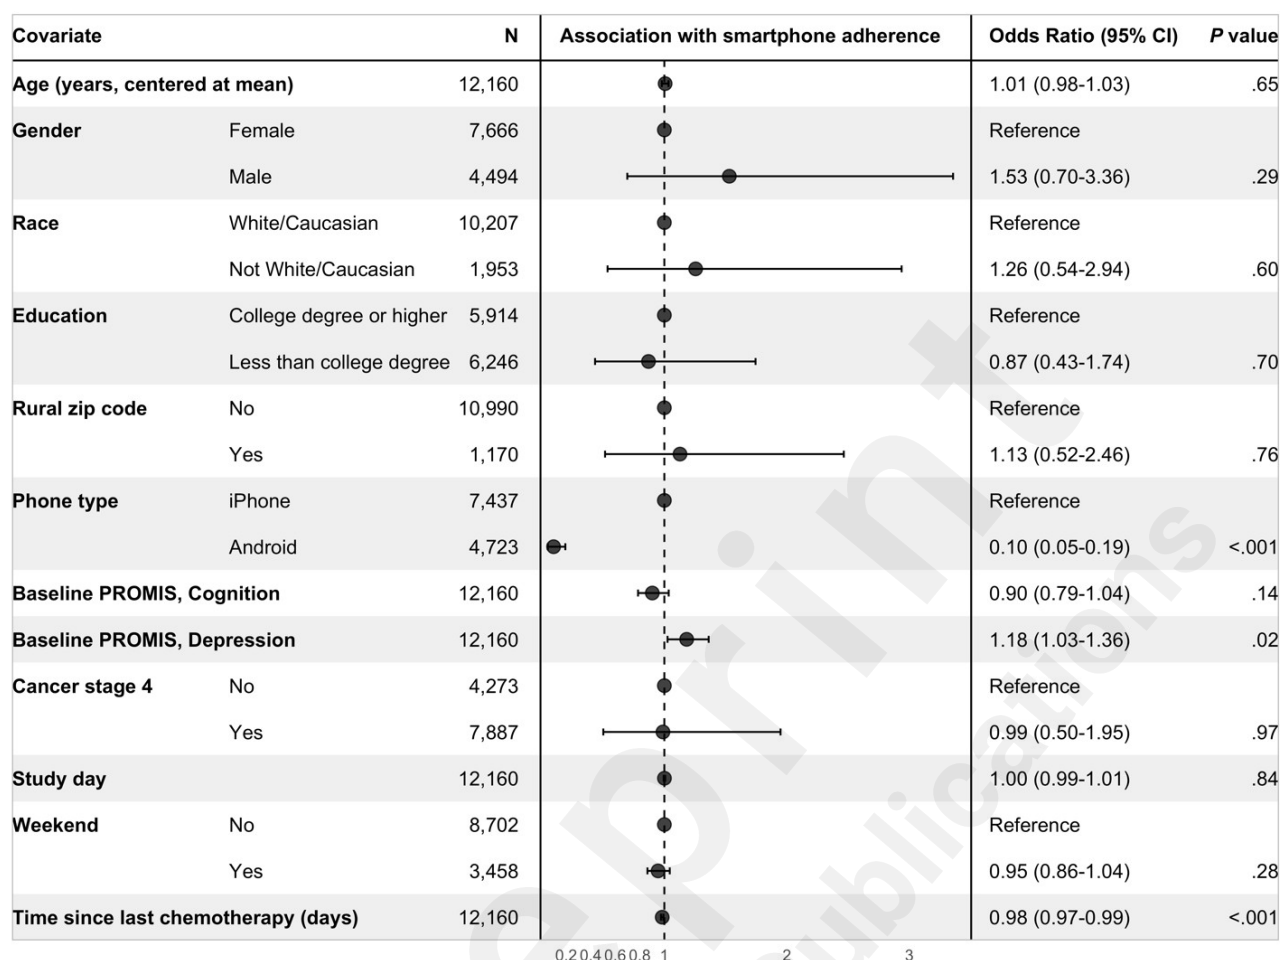 Covariate N Association with smartphone adherence Odds Ratio (95% CI) P value
Age (years, centered at mean) 12,160 1.01 (0.98-1.03) .65
Gender Female 7,666 Reference
Male 4,494 1.53 (0.70-3.36) .29
Race White/Caucasian 10,207 Reference
Not White/Caucasian 1,953 1.26 (0.54-2.94) .60
Education College degree or higher 5,914 Reference
Less than college degree 6,246 0.87 (0.43-1.74) .70
Rural zip code No 10,990 Reference
Yes 1,170 1.13 (0.52-2.46) .76
Phone type iPhone 7,437 Reference
Android 4,723 0.10 (0.05-0.19) <.001
Baseline PROMIS, Cognition 12,160 0.90 (0.79-1.04) .14
Baseline PROMIS, Depression 12,160 1.18 (1.03-1.36) .02
Cancer stage 4 No 4,273 Reference
Yes 7,887 0.99 (0.50-1.95) .97
Study day 12,160 1.00 (0.99-1.01) .84
Weekend No 8,702 Reference
Yes 3,458 0.95 (0.86-1.04) .28
Time since last chemotherapy (days) 12,160 0.98 (0.97-0.99) <.001
0.2 0.4 0.6 0.8 1 2 3
eprint
ublications